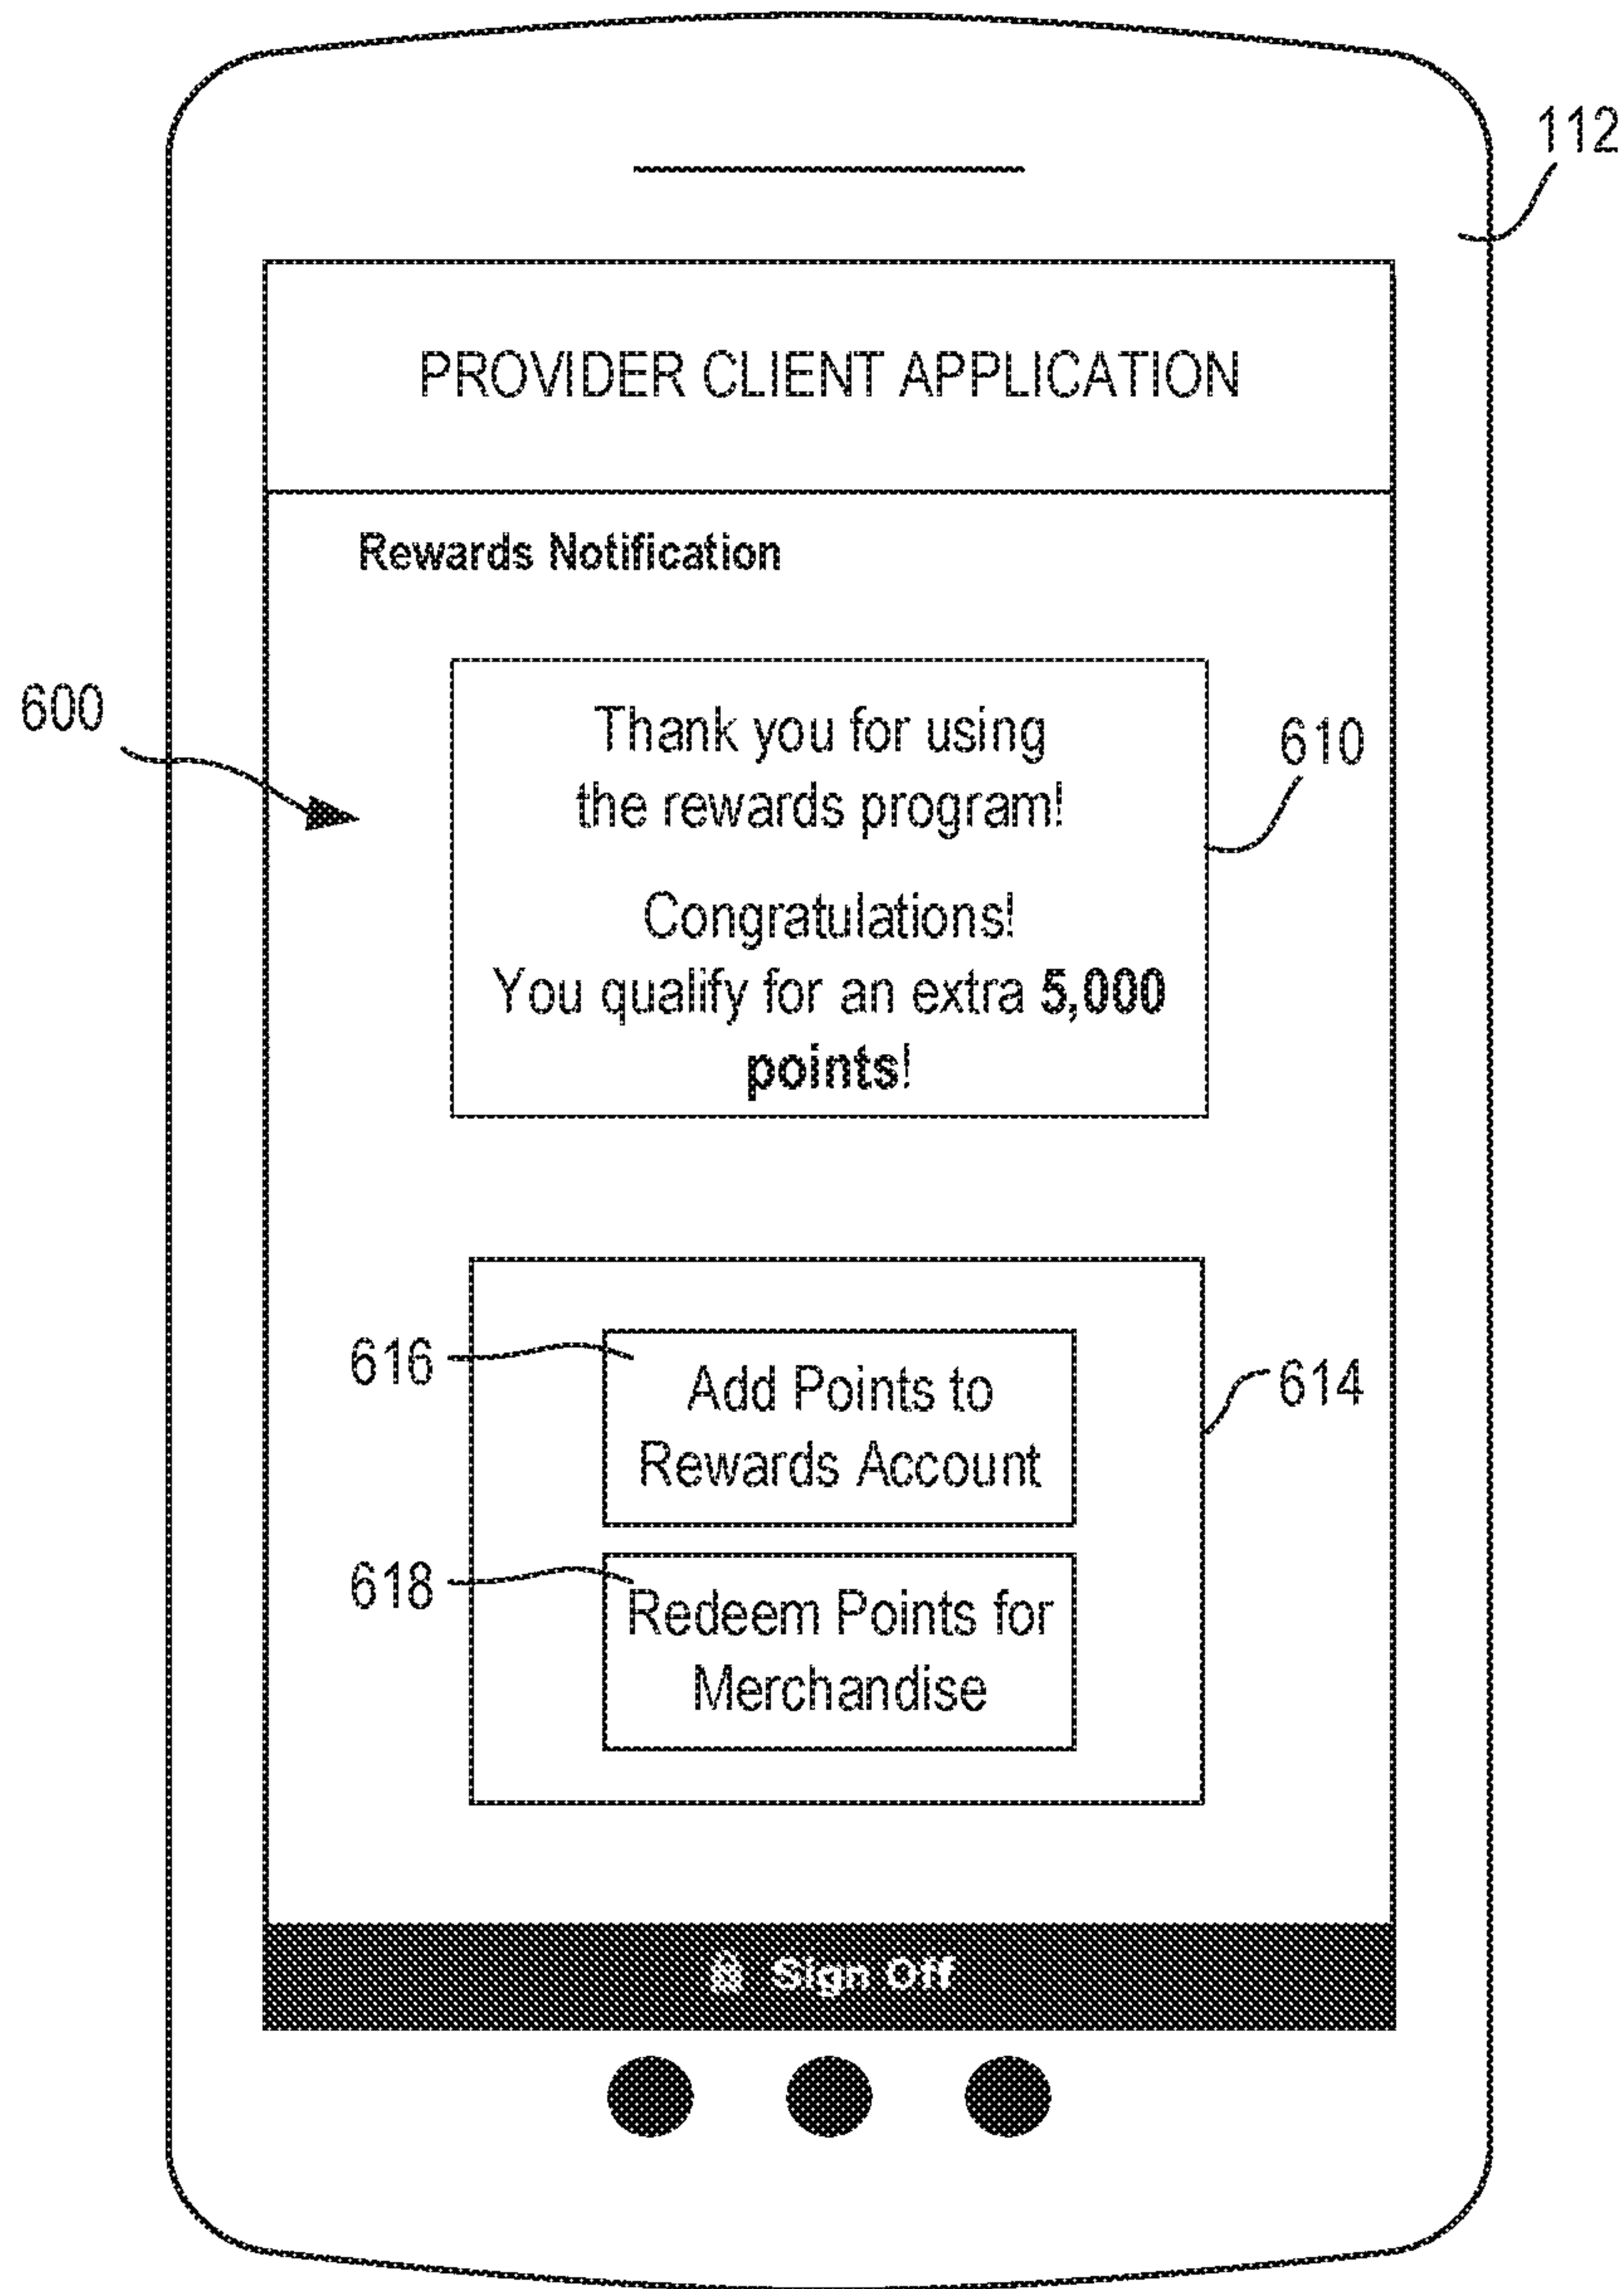 112
PROVIDER CLIENT APPLICATION
Rewards Notification
600
Thank you for using
the rewards program!
610
Congratulations!
You qualify for an extra 5,000
points!
616
Add Points to
Rewards Account
614
618
Redeem Points for
Merchandise
Sign Off